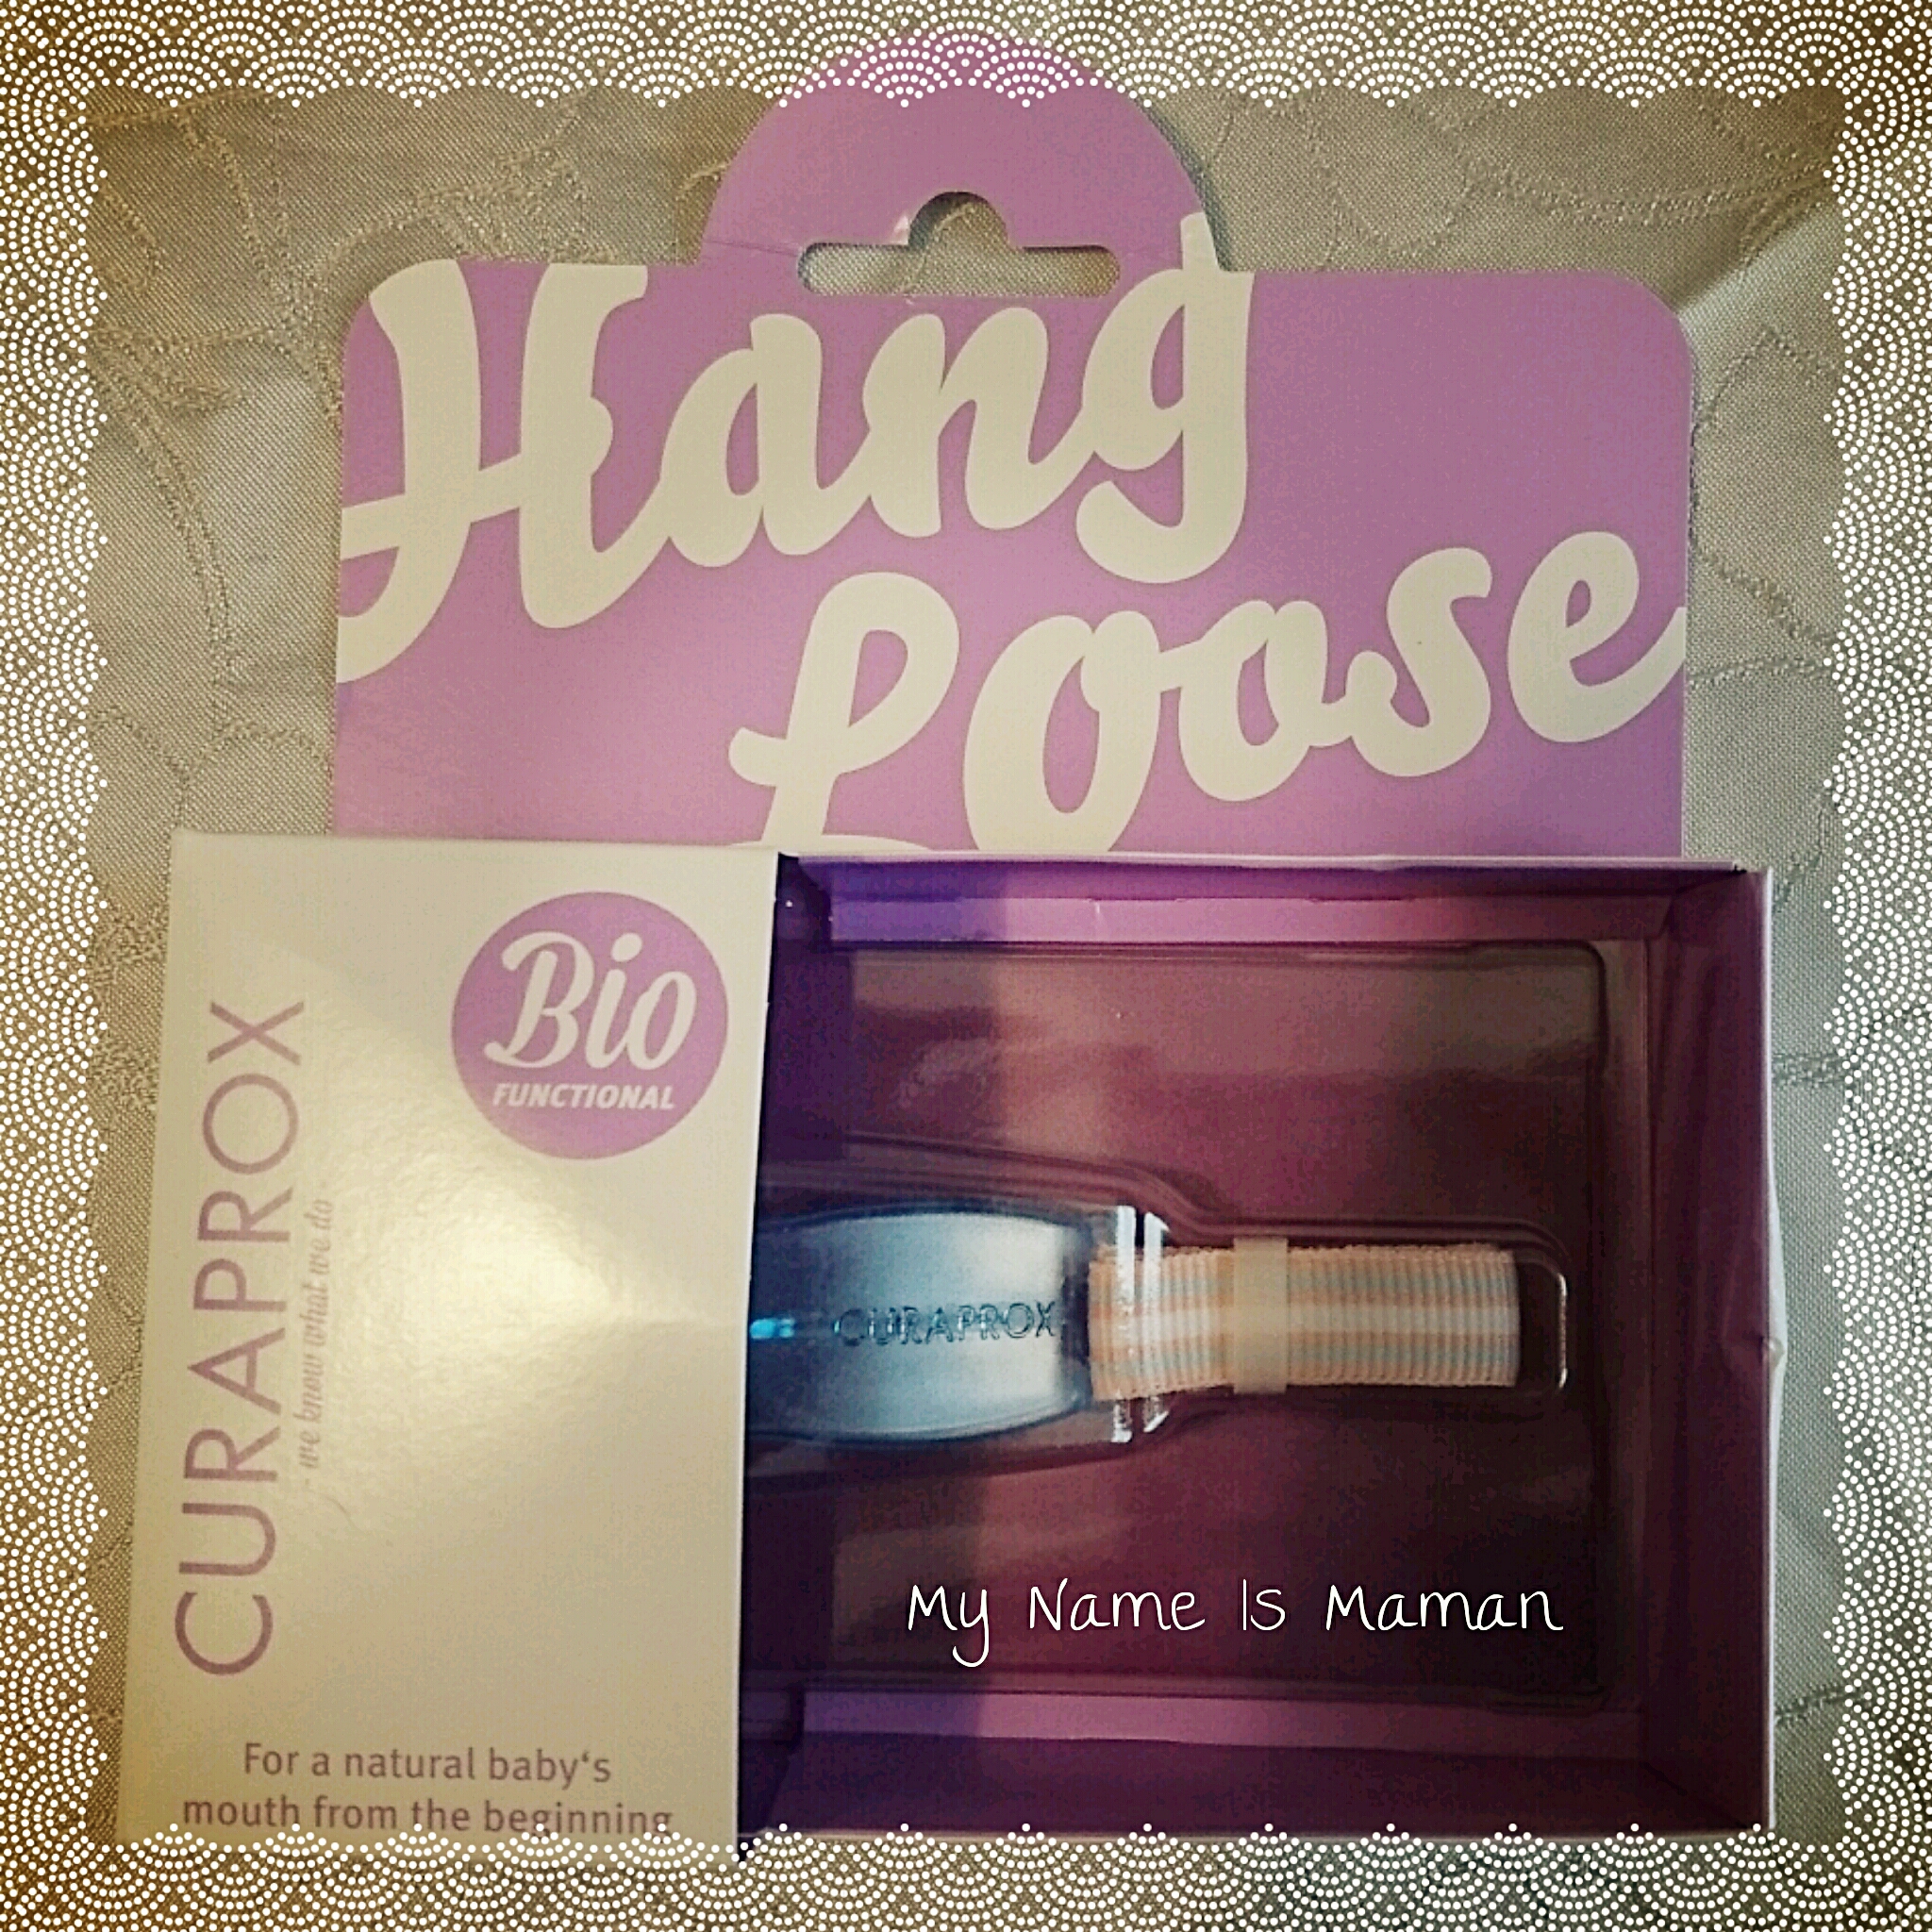 Hang
Loose
Bio
FUNCTIONAL
CURAPROX
- we know what we do -
CURAPROX
My Name Is Maman
For a natural baby's
mouth from the beginning